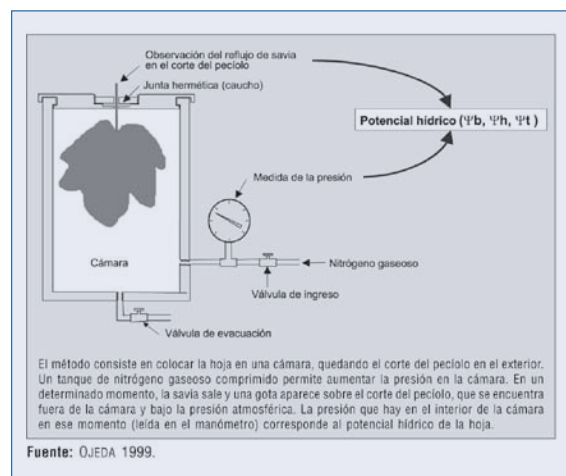 Observación del reflujo de savia
en el corte del pecíolo
Junta hermética (caucho)
Potencial hídrico (Ψb, Ψh, Ψt )
Medida de la presión
Cámara
Nitrógeno gaseoso
Válvula de ingreso
Válvula de evacuación
El método consiste en colocar la hoja en una cámara, quedando el corte del pecíolo en el exterior.
Un tanque de nitrógeno gaseoso comprimido permite aumentar la presión en la cámara. En un
determinado momento, la savia sale y una gota aparece sobre el corte del pecíolo, que se encuentra
fuera de la cámara y bajo la presión atmosférica. La presión que hay en el interior de la cámara
en ese momento (leída en el manómetro) corresponde al potencial hídrico de la hoja.
Fuente: OJEDA 1999.